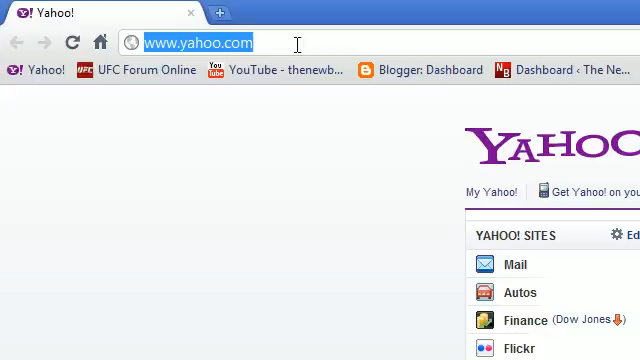 Yahoo!
www.yahoo.com
Yahoo! UFC Forum Online YouTube - thenewb... Blogger: Dashboard Dashboard ‹ The Ne...
YAHOO
My Yahoo! Get Yahoo! on you
YAHOO! SITES Ed
Mail
Autos
Finance (Dow Jones)
Flickr